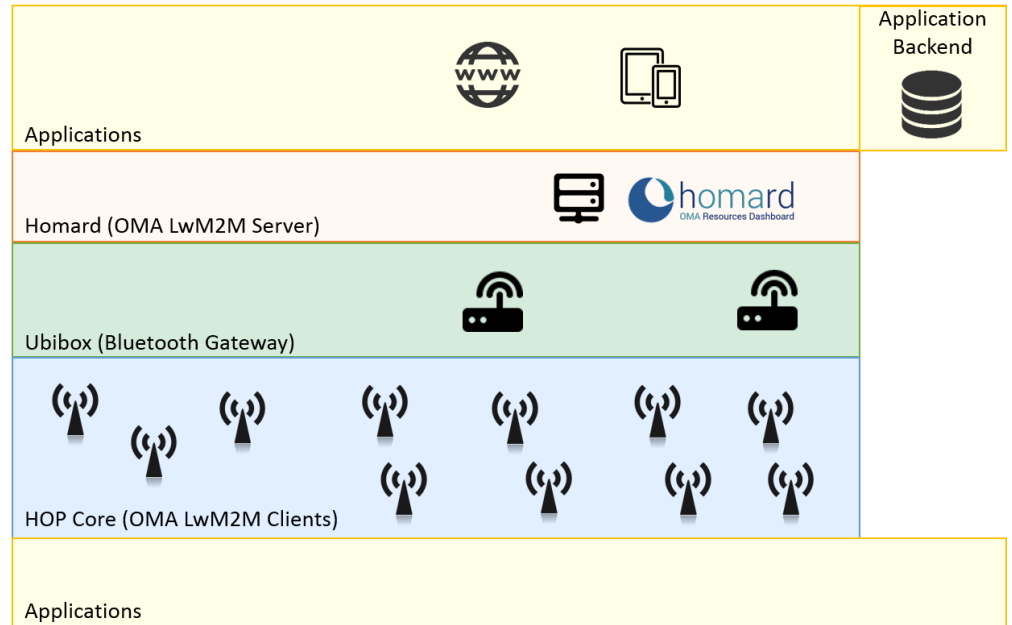 Application
Backend
www
Applications
homard
OMA Resources Dashboard
Homard (OMA LwM2M Server)
Ubibox (Bluetooth Gateway)
HOP Core (OMA LwM2M Clients)
Applications